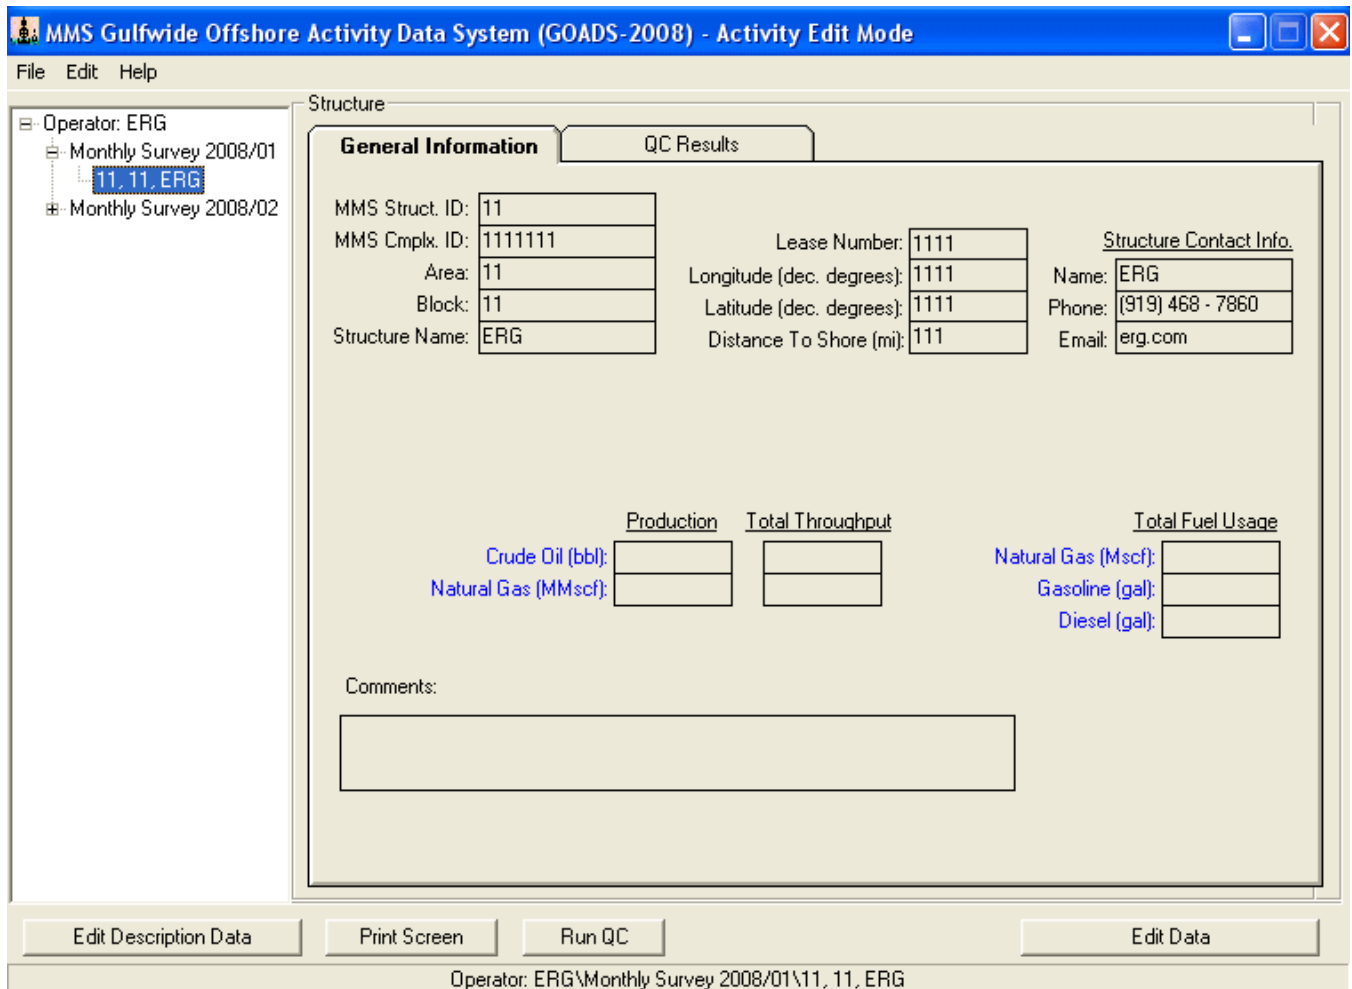 MMS Gulfwide Offshore Activity Data System (GOADS-2008) - Activity Edit Mode
File Edit Help
Operator: ERG
Monthly Survey 2008/01
11, 11, ERG
Monthly Survey 2008/02
Structure
General Information
QC Results
MMS Struct. ID: 11
MMS Cmplx. ID: 1111111
Area: 11
Block: 11
Structure Name: ERG
Lease Number: 1111
Longitude (dec. degrees): 1111
Latitude (dec. degrees): 1111
Distance To Shore (mi): 111
Structure Contact Info.
Name: ERG
Phone: (919) 468 - 7860
Email: erg.com
Production Total Throughput
Crude Oil (bbl):
Natural Gas (MMscf):
Total Fuel Usage
Natural Gas (Mscf):
Gasoline (gal):
Diesel (gal):
Comments:
Edit Description Data Print Screen Run QC Edit Data
Operator: ERG\Monthly Survey 2008/01\11, 11, ERG